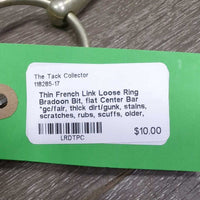 The Tack Collector
118285-17
Thin French Link Loose Ring
Bradoon Bit, flat Center Bar
*gc/fair, thick dirt/gunk, stains,
scratches, rubs, scuffs, older,
$10.00
LRDTPC